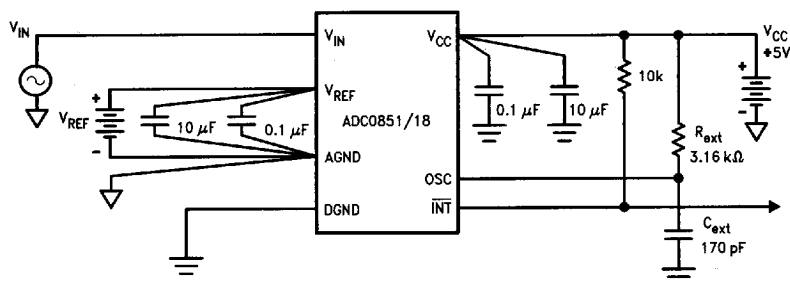 VIN
VIN
VCC
VCC
+5V
+
-
VREF
+
-
VREF
10 µF
0.1 µF
ADC0851/18
0.1 µF
10 µF
10k
Rext
3.16 kΩ
AGND
OSC
DGND
INT
Cext
170 pF